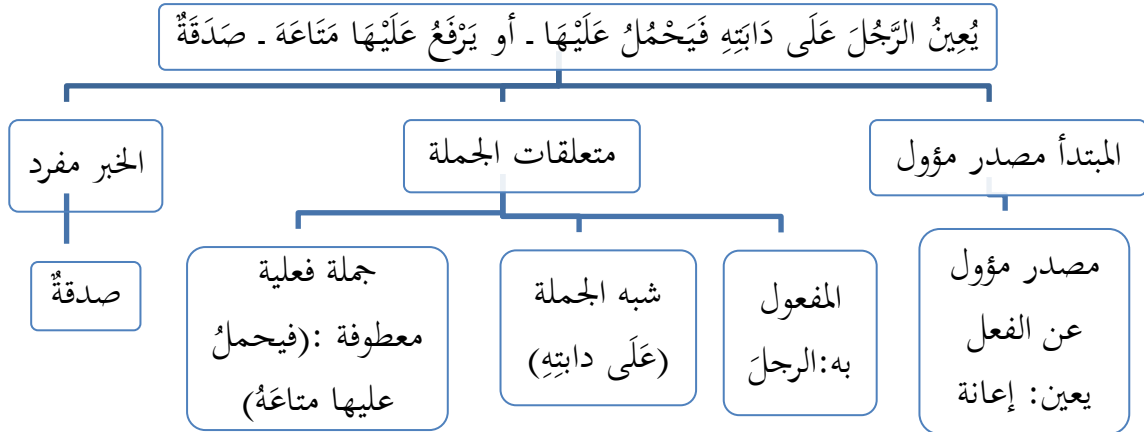 يُعِينُ الرَّجُلَ عَلَى دَابَتِهِ فَيَحْمُلُ عَلَيْهَا ـ أو يَرْفَعُ عَلَيْهَا مَتَاعَهَ ـ صَدَقَةٌ
المبتدأ مصدر مؤول
متعلقات الجملة
الخبر مفرد
مصدر مؤول
عن الفعل
يعين: إعانة
المفعول
به:الرجلَ
شبه الجملة
(عَلَى دابتِهِ)
جملة فعلية
معطوفة :(فيحملُ
عليها متاعَهُ)
صدقةٌ